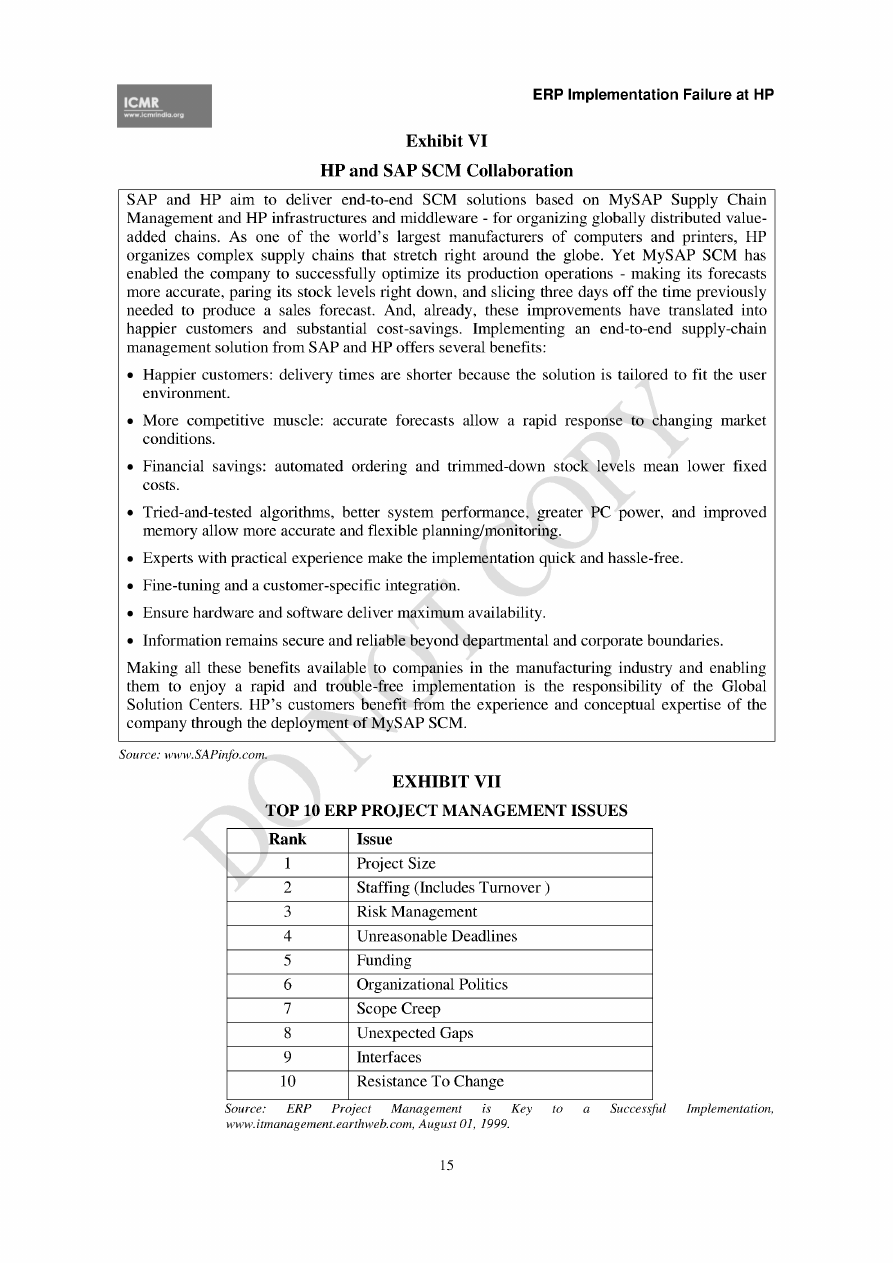 ICMR
www.icmrindia.org
ERP Implementation Failure at HP
Exhibit VI
HP and SAP SCM Collaboration
SAP and HP aim to deliver end-to-end SCM solutions based on MySAP Supply Chain
Management and HP infrastructures and middleware - for organizing globally distributed value-
added chains. As one of the world's largest manufacturers of computers and printers, HP
organizes complex supply chains that stretch right around the globe. Yet MySAP SCM has
enabled the company to successfully optimize its production operations - making its forecasts
more accurate, paring its stock levels right down, and slicing three days off the time previously
needed to produce a sales forecast. And, already, these improvements have translated into
happier customers and substantial cost-savings. Implementing an end-to-end supply-chain
management solution from SAP and HP offers several benefits:
• Happier customers: delivery times are shorter because the solution is tailored to fit the user
environment.
• More competitive muscle: accurate forecasts allow a rapid response to changing market
conditions.
• Financial savings: automated ordering and trimmed-down stock levels mean lower fixed
costs.
• Tried-and-tested algorithms, better system performance, greater PC power, and improved
memory allow more accurate and flexible planning/monitoring.
• Experts with practical experience make the implementation quick and hassle-free.
• Fine-tuning and a customer-specific integration.
• Ensure hardware and software deliver maximum availability.
• Information remains secure and reliable beyond departmental and corporate boundaries.
Making all these benefits available to companies in the manufacturing industry and enabling
them to enjoy a rapid and trouble-free implementation is the responsibility of the Global
Solution Centers. HP's customers benefit from the experience and conceptual expertise of the
company through the deployment of MySAP SCM.
Source: www.SAPinfo.com.
DO NOT COPY
EXHIBIT VII
TOP 10 ERP PROJECT MANAGEMENT ISSUES
Rank Issue
1 Project Size
2 Staffing (Includes Turnover )
3 Risk Management
4 Unreasonable Deadlines
5 Funding
6 Organizational Politics
7 Scope Creep
8 Unexpected Gaps
9 Interfaces
10 Resistance To Change
Source: ERP Project Management is Key to a Successful Implementation,
www.itmanagement.earthweb.com, August 01, 1999.
15